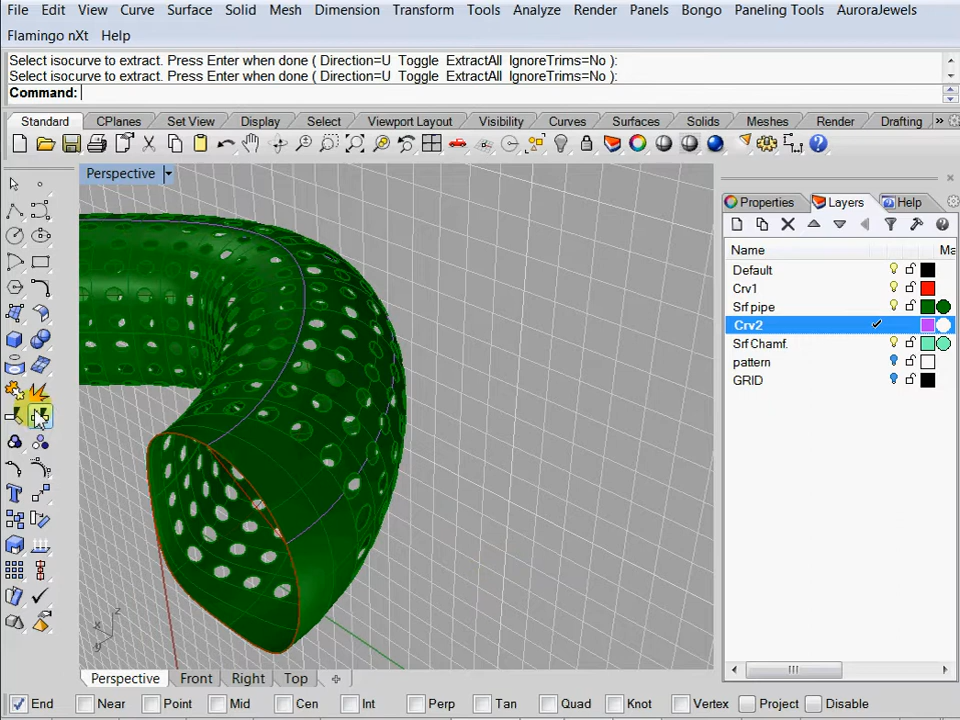 File Edit View Curve Surface Solid Mesh Dimension Transform Tools Analyze Render Panels Bongo Paneling Tools AuroraJewels
Flamingo nXt Help
Select isocurve to extract. Press Enter when done ( Direction=U Toggle ExtractAll IgnoreTrims=No ):
Select isocurve to extract. Press Enter when done ( Direction=U Toggle ExtractAll IgnoreTrims=No ):
Command:
Standard CPlanes Set View Display Select Viewport Layout Visibility Curves Surfaces Solids Meshes Render Drafting »
Perspective
Properties Layers Help
Name Ma
Default
Crv1
Srf pipe
Crv2
Srf Chamf.
pattern
GRID
z
x
y
Perspective Front Right Top
End Near Point Mid Cen Int Perp Tan Quad Knot Vertex Project Disable